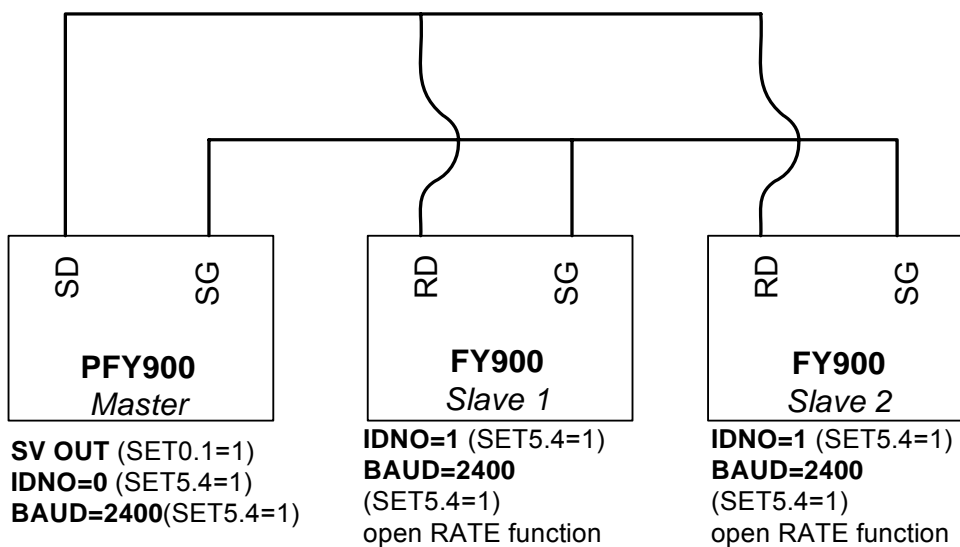 SD
SG
PFY900
Master
SV OUT (SET0.1=1)
IDNO=0 (SET5.4=1)
BAUD=2400(SET5.4=1)
RD
SG
FY900
Slave 1
IDNO=1 (SET5.4=1)
BAUD=2400
(SET5.4=1)
open RATE function
RD
SG
FY900
Slave 2
IDNO=1 (SET5.4=1)
BAUD=2400
(SET5.4=1)
open RATE function